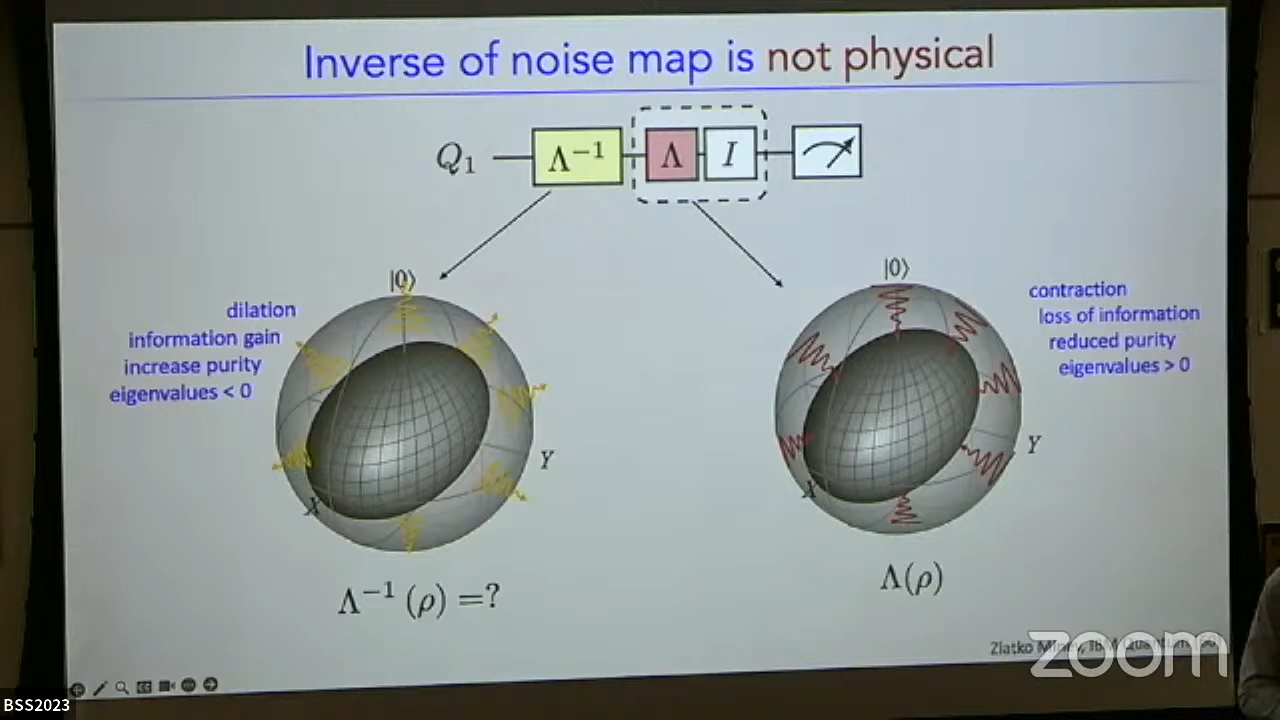 Inverse of noise map is not physical
Q₁ Λ⁻¹ Λ I
|0⟩
dilation
information gain
increase purity
eigenvalues < 0
X
Y
Λ⁻¹ (ρ) =?
|0⟩
contraction
loss of information
reduced purity
eigenvalues > 0
X
Y
Λ(ρ)
Zlatko
zoom
BSS2023